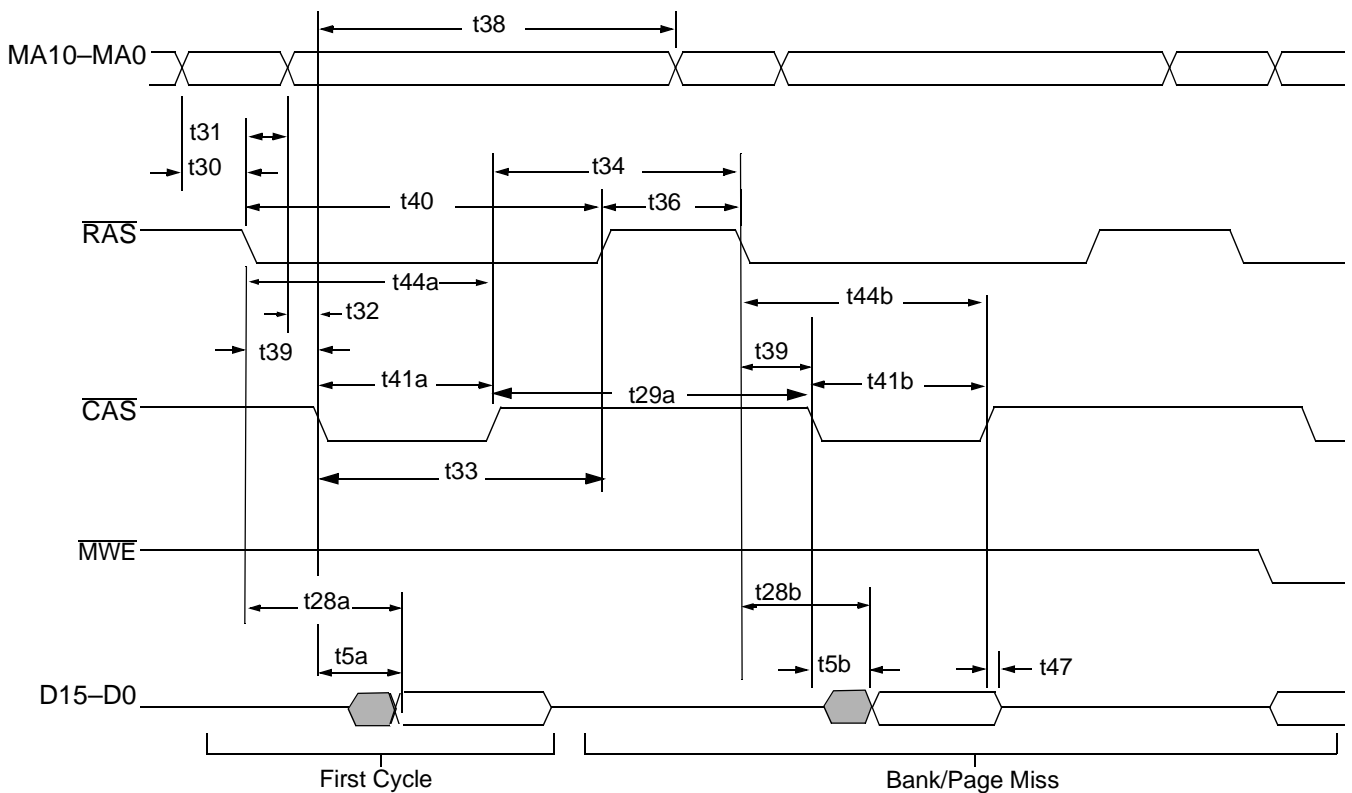 t38
MA10–MA0
t31
t30
t34
t40
t36
RAS
t44a
t44b
t32
t39
t39
t41a
t41b
t29a
CAS
t33
MWE
t28a
t28b
t5a
t5b
t47
D15–D0
First Cycle
Bank/Page Miss